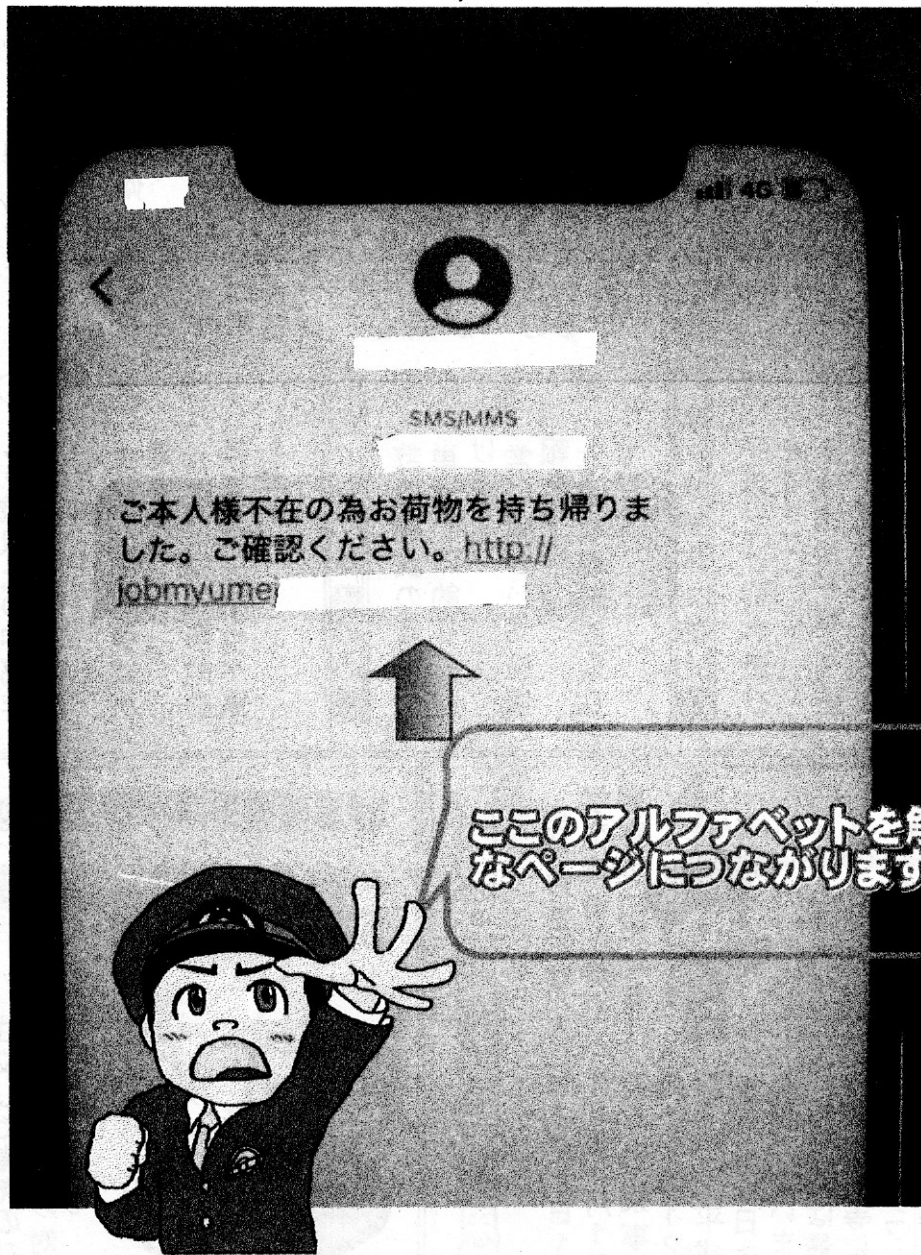 4G
SMS/MMS
ご本人様不在の為お荷物を持ち帰りま
した。ご確認ください。http://
jobmyumej
ここのアルファベットを
なページにつながります